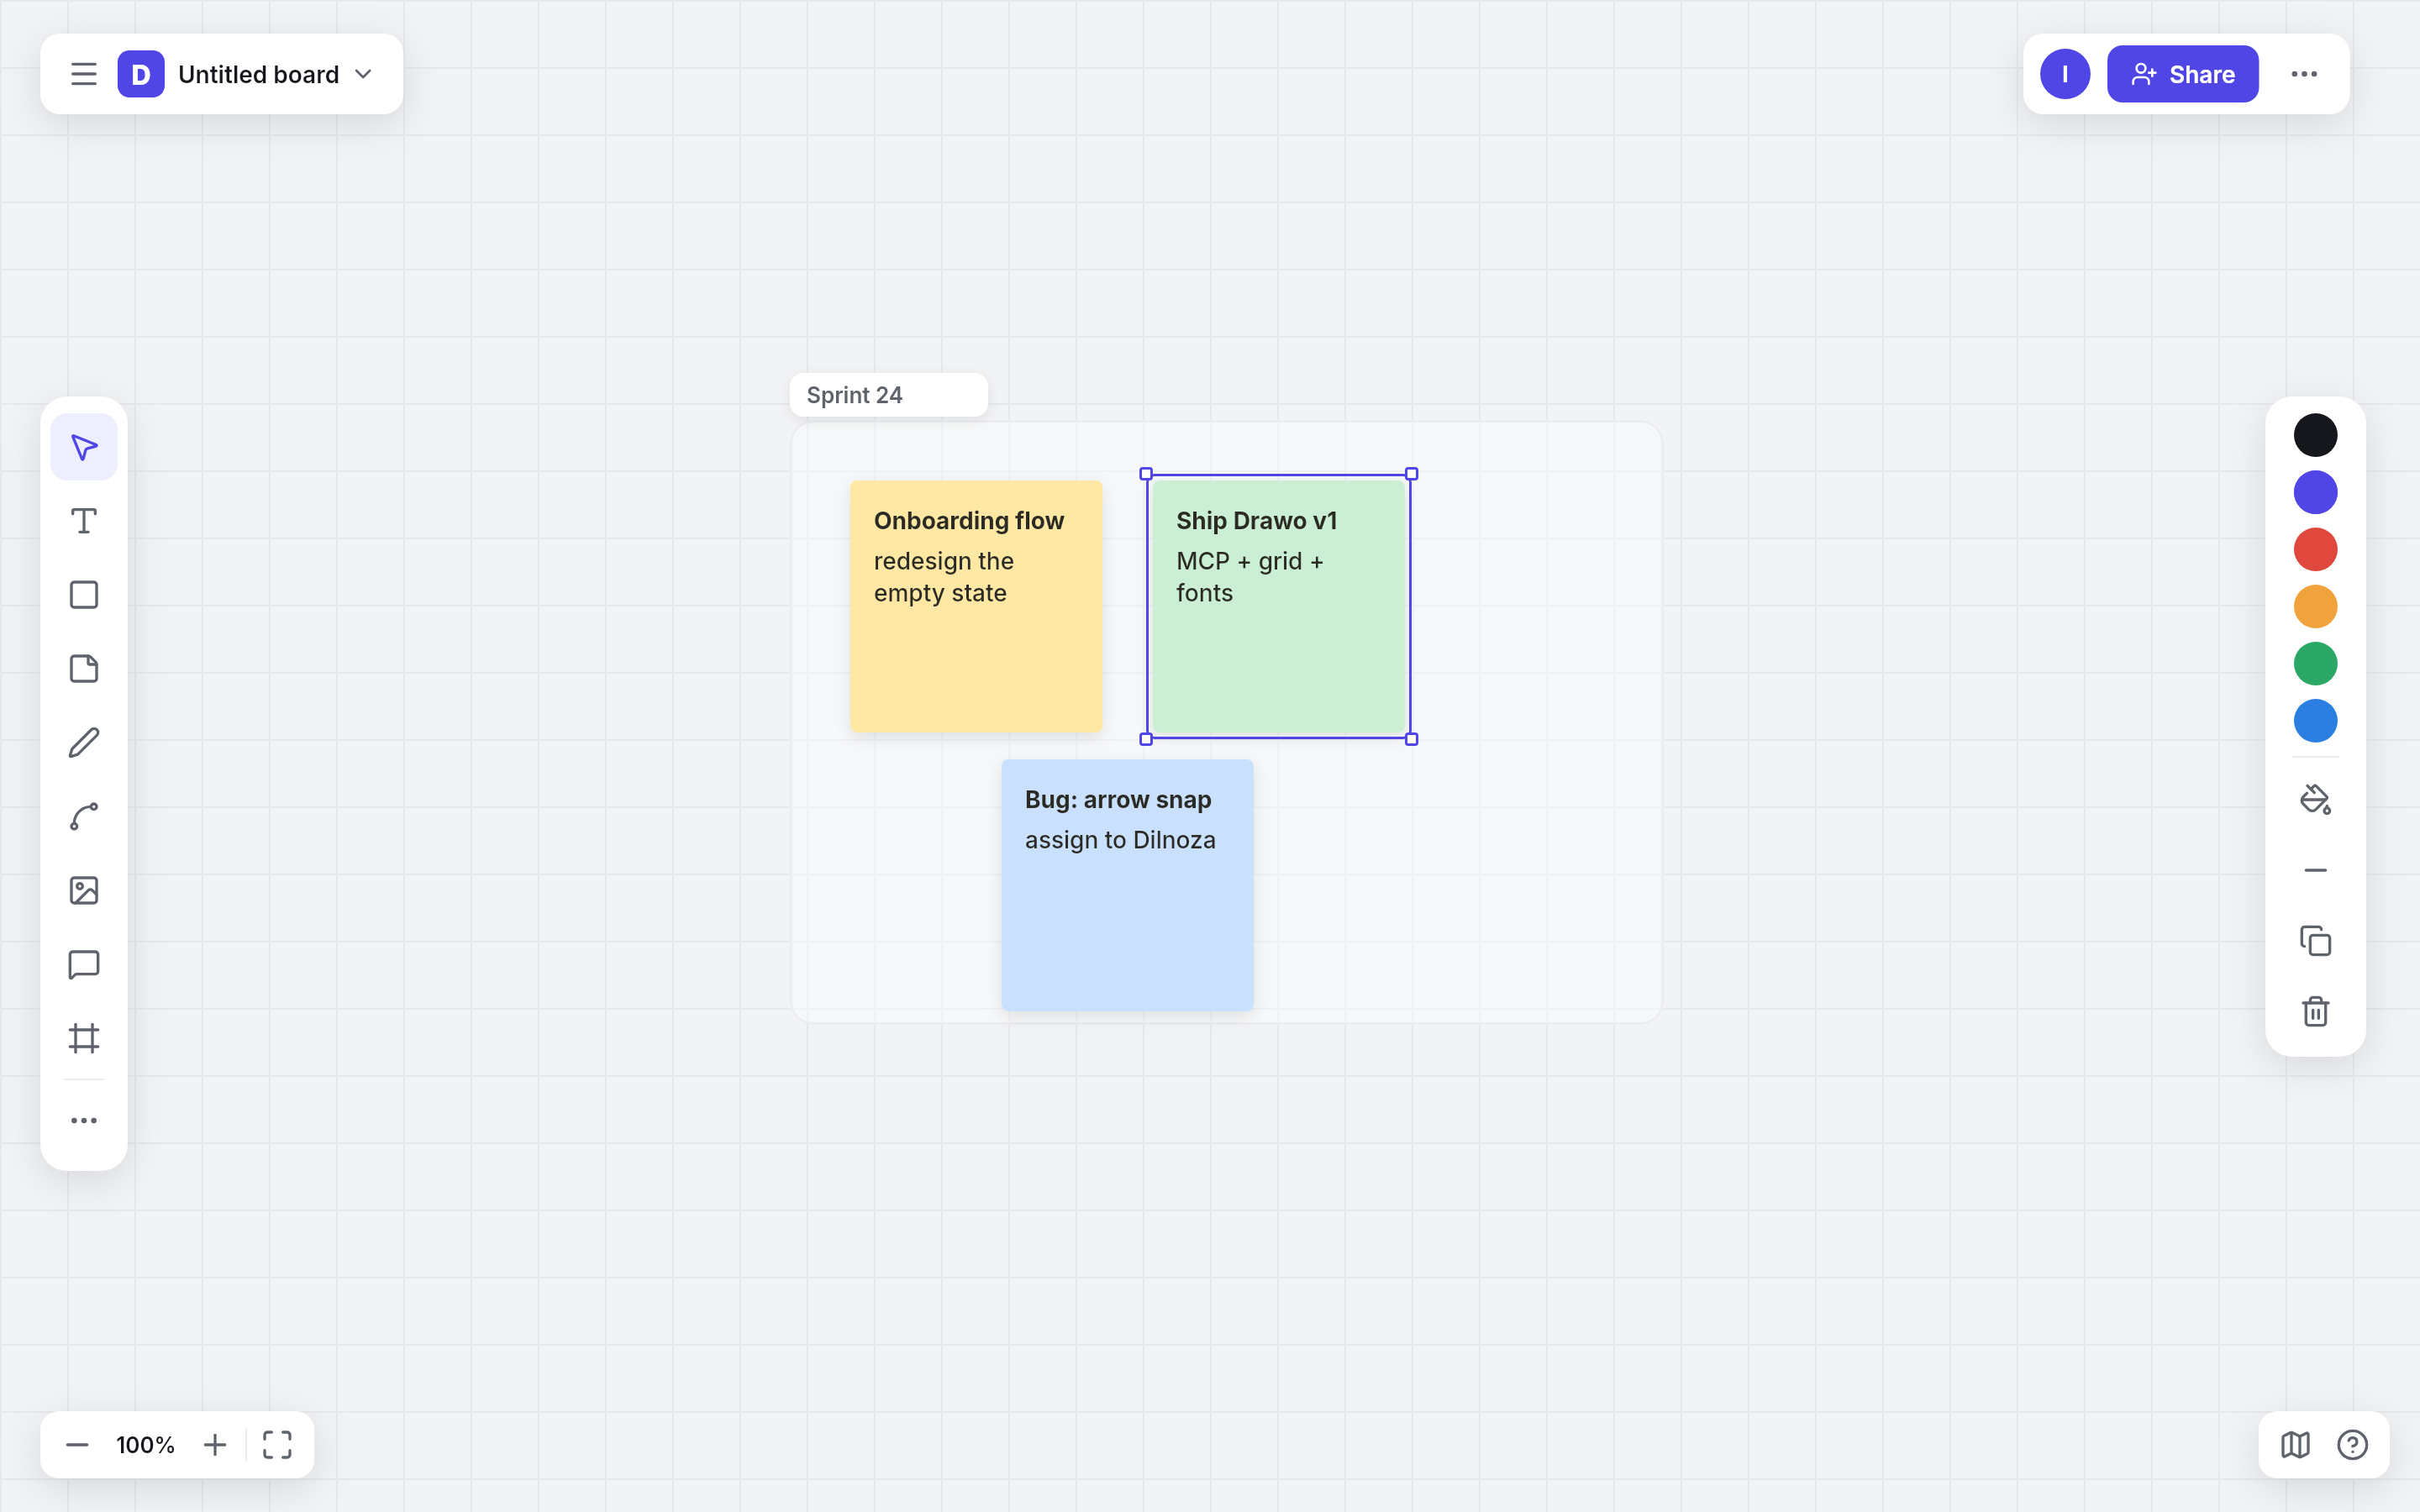 D Untitled board
I
Share
Sprint 24
Onboarding flow
redesign the
empty state
Ship Drawo v1
MCP + grid +
fonts
Bug: arrow snap
assign to Dilnoza
100%